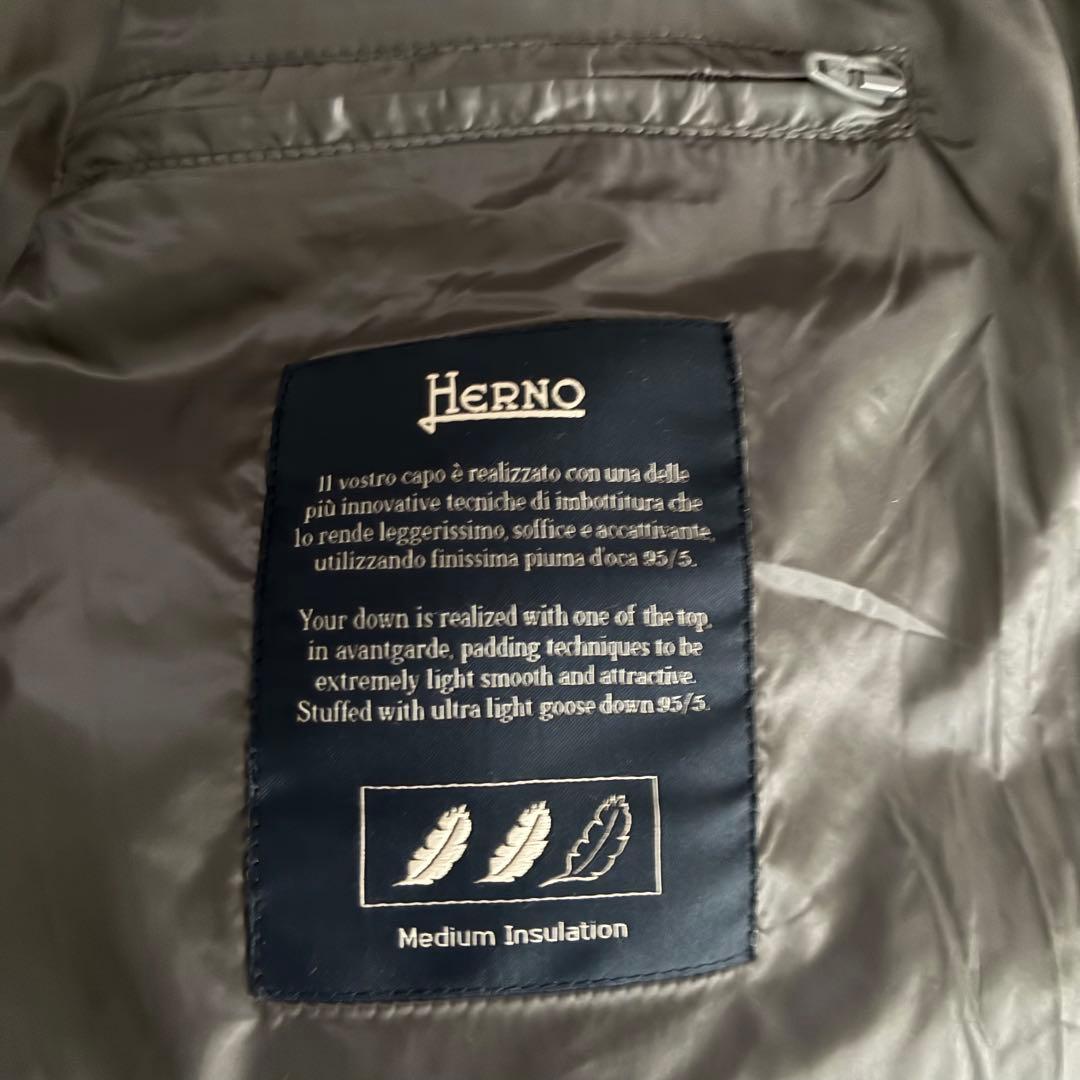 HERNO
Il vostro capo è realizzato con una delle
più innovative tecniche di imbottitura che
lo rende leggerissimo, soffice e accattivante,
utilizzando finissima piuma d'oca 95/5.
Your down is realized with one of the top,
in avantgarde, padding techniques to be
extremely light smooth and attractive.
Stuffed with ultra light goose down 95/5.
Medium Insulation